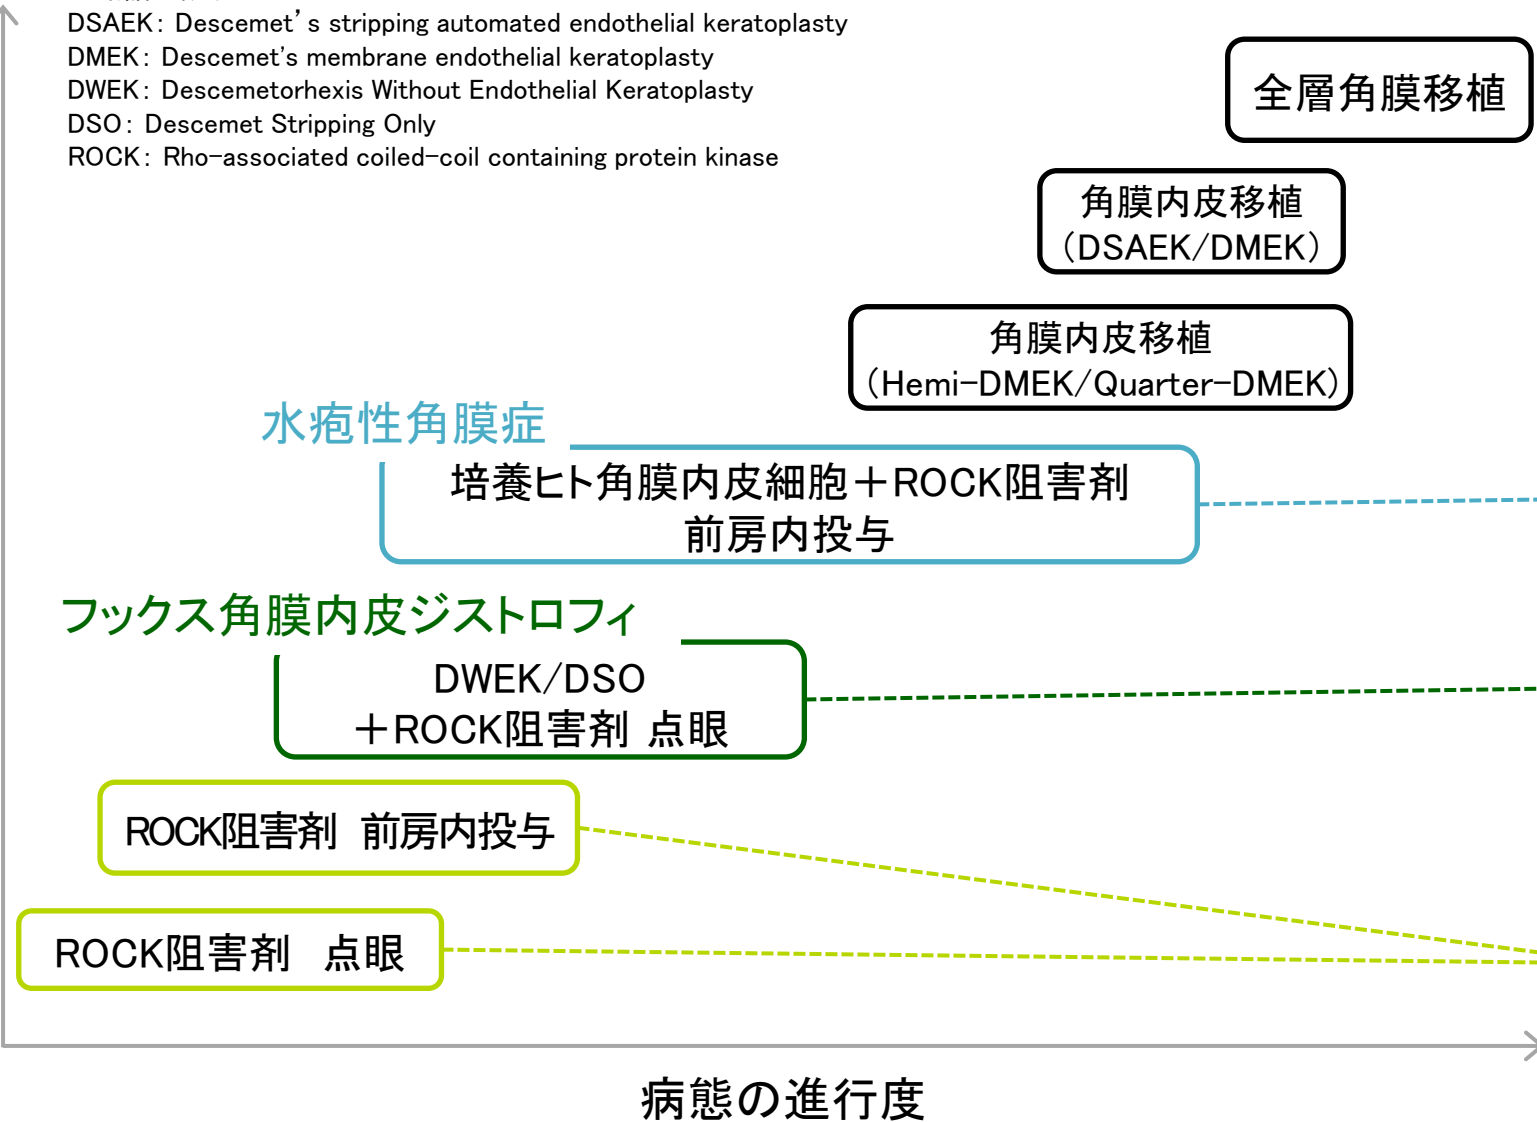 DSAEK: Descemet’s stripping automated endothelial keratoplasty
DMEK: Descemet's membrane endothelial keratoplasty
DWEK: Descemetorhexis Without Endothelial Keratoplasty
DSO: Descemet Stripping Only
ROCK: Rho-associated coiled-coil containing protein kinase
全層角膜移植
角膜内皮移植
(DSAEK/DMEK)
角膜内皮移植
(Hemi-DMEK/Quarter-DMEK)
水疱性角膜症
培養ヒト角膜内皮細胞+ROCK阻害剤
前房内投与
フックス角膜内皮ジストロフィ
DWEK/DSO
+ROCK阻害剤 点眼
ROCK阻害剤 前房内投与
ROCK阻害剤 点眼
病態の進行度